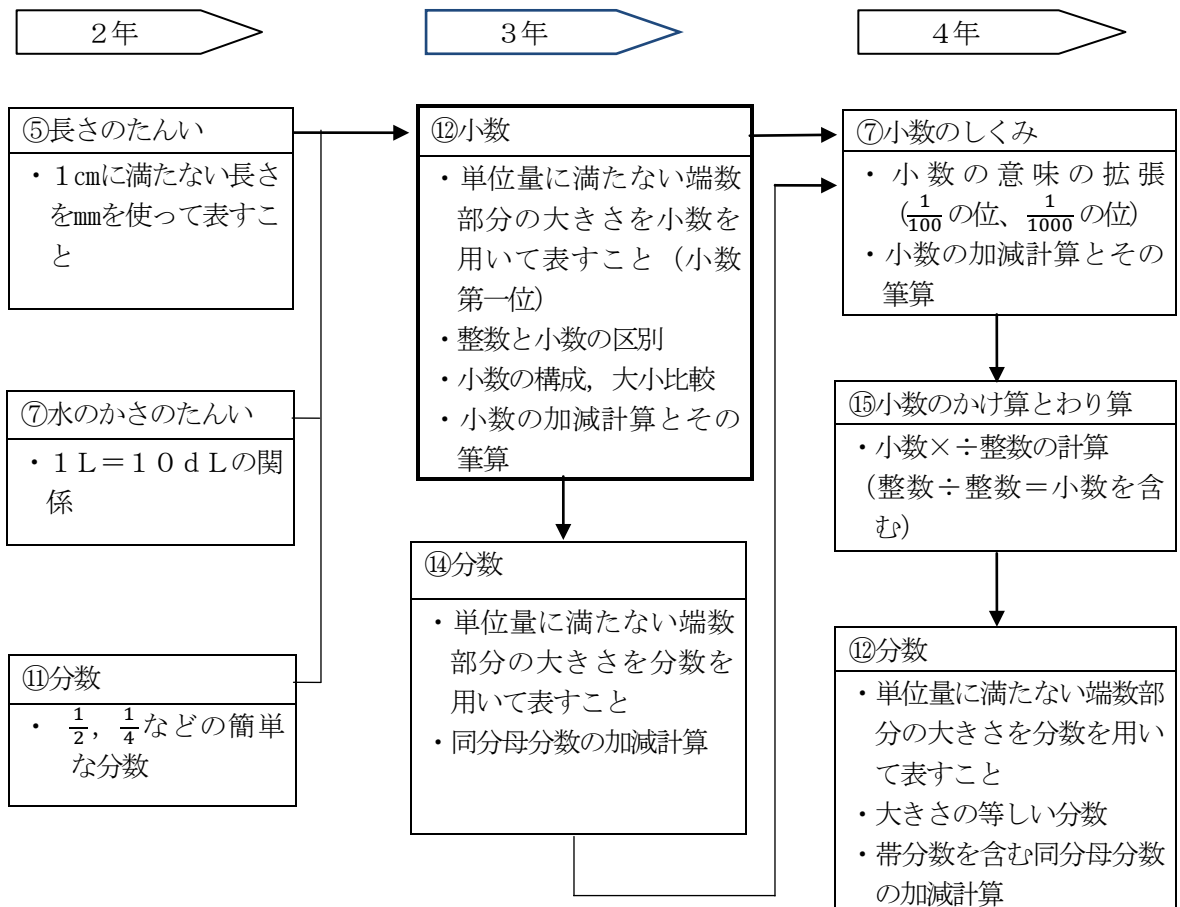 ２年
３年
４年
⑤長さのたんい
・１㎝に満たない長さ
を㎜を使って表すこ
と
⑦水のかさのたんい
・１Ｌ＝１０ｄＬの関
係
⑪分数
・ 1/2, 1/4などの簡単
な分数
⑫小数
・単位量に満たない端数
部分の大きさを小数を
用いて表すこと（小数
第一位）
・整数と小数の区別
・小数の構成，大小比較
・小数の加減計算とその
筆算
⑭分数
・単位量に満たない端数
部分の大きさを分数を
用いて表すこと
・同分母分数の加減計算
⑦小数のしくみ
・小数の意味の拡張
(1/100の位、1/1000の位)
・小数の加減計算とその
筆算
⑮小数のかけ算とわり算
・小数×÷整数の計算
（整数÷整数＝小数を含
む）
⑫分数
・単位量に満たない端数部
分の大きさを分数を用い
て表すこと
・大きさの等しい分数
・帯分数を含む同分母分数
の加減計算